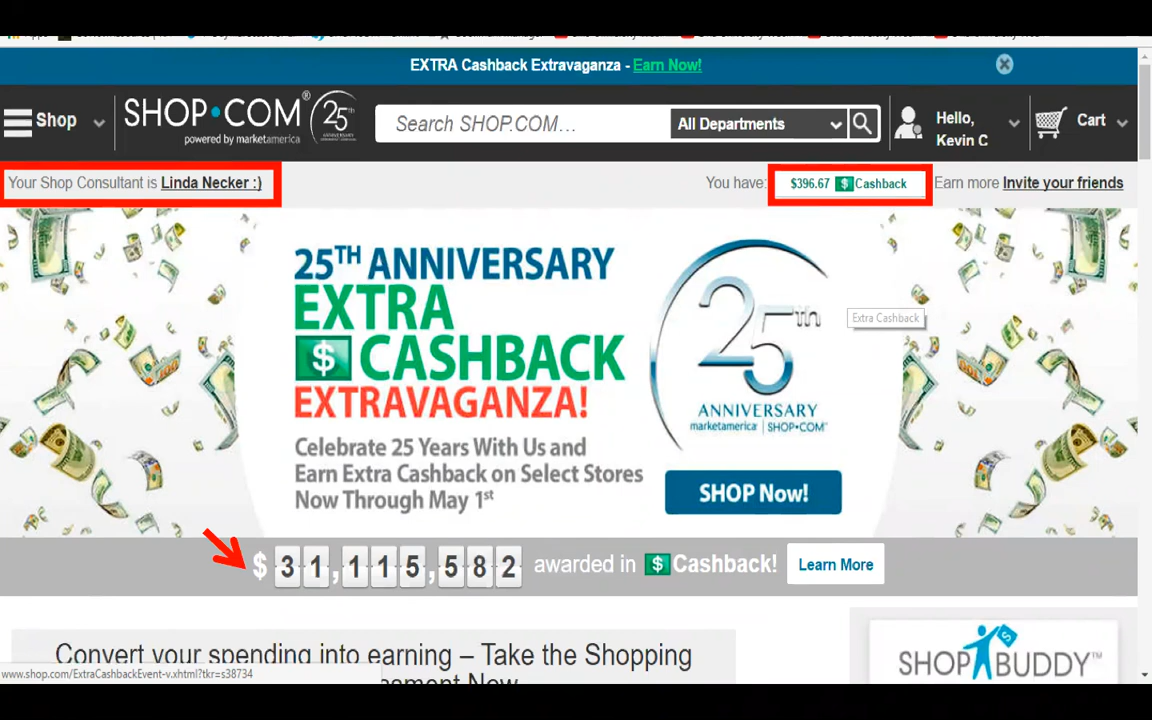 EXTRA Cashback Extravaganza - Earn Now!
Shop
SHOP.COM®
powered by marketamerica
25th
Search SHOP.COM...
All Departments
Hello,
Kevin C
Cart
Your Shop Consultant is Linda Necker :)
You have: $396.67 $ Cashback Earn more Invite your friends
25TH ANNIVERSARY
EXTRA
$ CASHBACK
EXTRAVAGANZA!
Celebrate 25 Years With Us and
Earn Extra Cashback on Select Stores
Now Through May 1st
25th
ANNIVERSARY
marketamerica | SHOP•COM
SHOP Now!
Extra Cashback
$ 31,115,582 awarded in $ Cashback!
Learn More
Convert your spending into earning – Take the Shopping
SHOP BUDDY™
www.shop.com/ExtraCashbackEvent-v.xhtml?tkr=s38734
Now